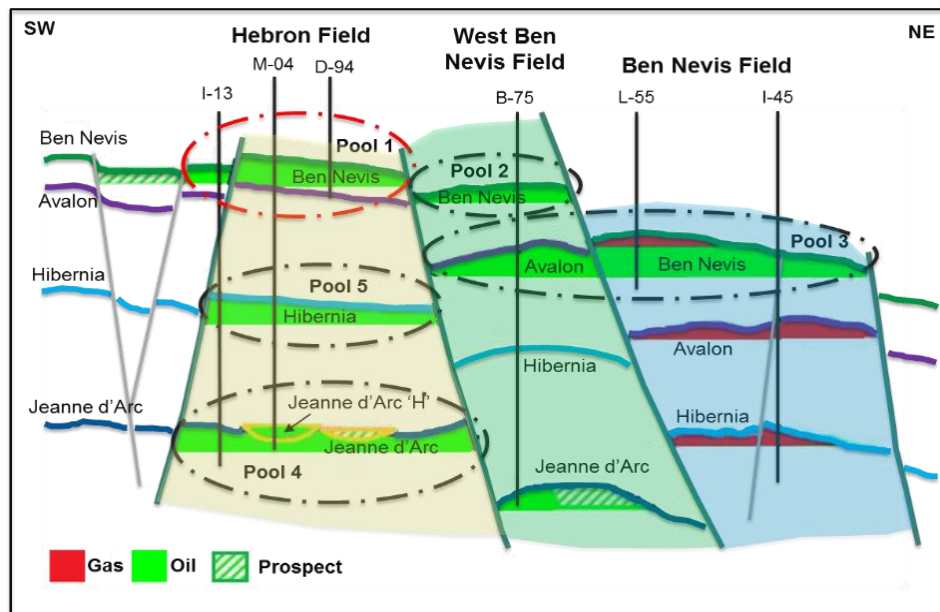 SW
NE
Hebron Field
West Ben
Nevis Field
Ben Nevis Field
M-04
D-94
I-13
B-75
L-55
I-45
Ben Nevis
Pool 1
Ben Nevis
Avalon
Pool 2
Ben Nevis
Pool 3
Avalon
Ben Nevis
Hibernia
Pool 5
Hibernia
Avalon
Hibernia
Jeanne d'Arc
Jeanne d'Arc 'H'
Jeanne d'Arc
Hibernia
Pool 4
Jeanne d'Arc
Gas
Oil
Prospect